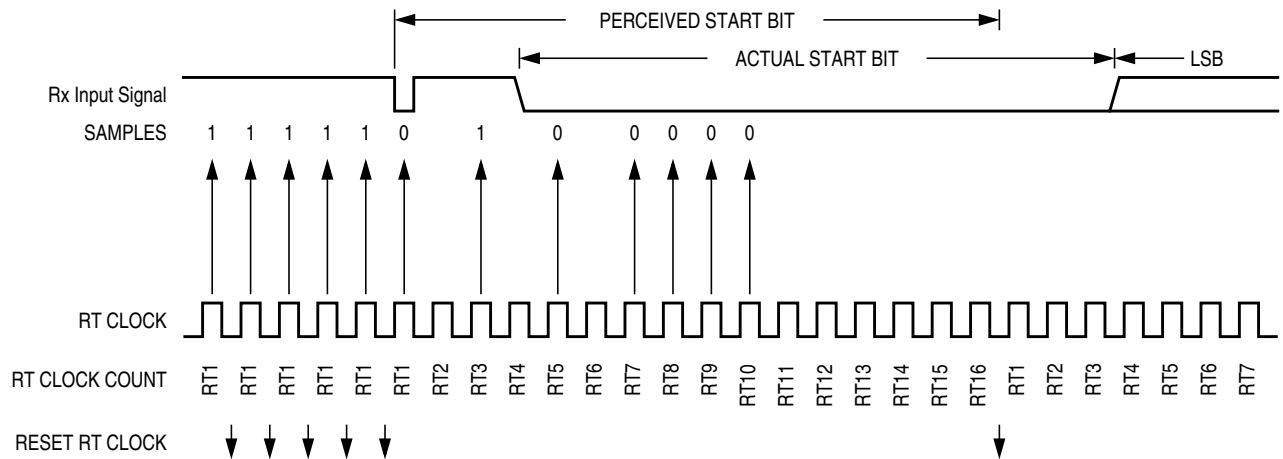 PERCEIVED START BIT
ACTUAL START BIT LSB
Rx Input Signal
SAMPLES 1 1 1 1 1 0 1 0 0 0 0 0
RT CLOCK
RT CLOCK COUNT RT1 RT1 RT1 RT1 RT1 RT1 RT2 RT3 RT4 RT5 RT6 RT7 RT8 RT9 RT10 RT11 RT12 RT13 RT14 RT15 RT16 RT1 RT2 RT3 RT4 RT5 RT6 RT7
RESET RT CLOCK